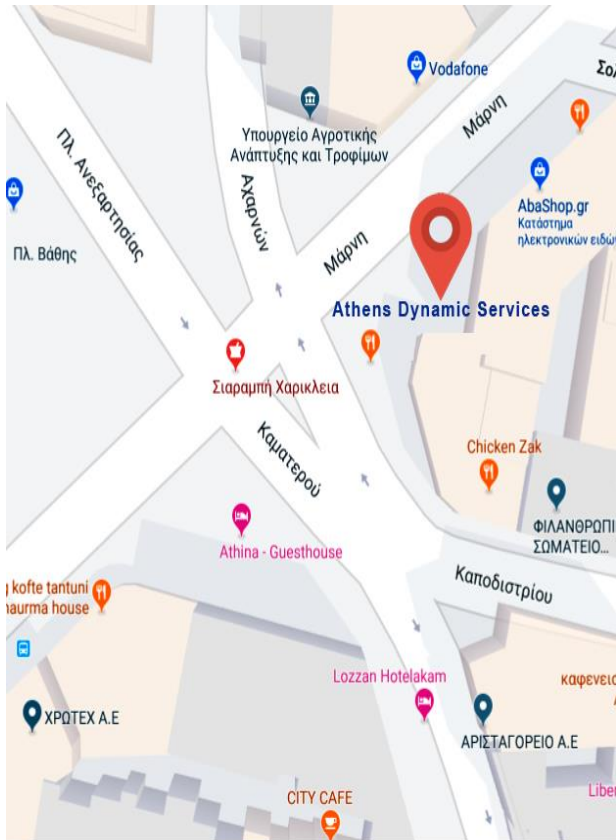 Vodafone
Σολ
Μάρνη
Υπουργείο Αγροτικής
Ανάπτυξης και Τροφίμων
Πλ. Ανεξαρτησίας
Αχαρνών
AbaShop.gr
Κατάστημα
ηλεκτρονικών ειδώ
Πλ. Βάθης
Μάρνη
Athens Dynamic Services
Σιαραμπή Χαρίκλεια
Καματερού
Chicken Zak
ΦΙΛΑΝΘΡΩΠΙ
ΣΩΜΑΤΕΙΟ...
Athina - Guesthouse
Καποδιστρίου
g kofte tantuni
haurma house
Lozzan Hotelakam
καφενειο
ΧΡΩΤΕΧ Α.Ε
ΑΡΙΣΤΑΓΟΡΕΙΟ Α.Ε
Liber
CITY CAFE